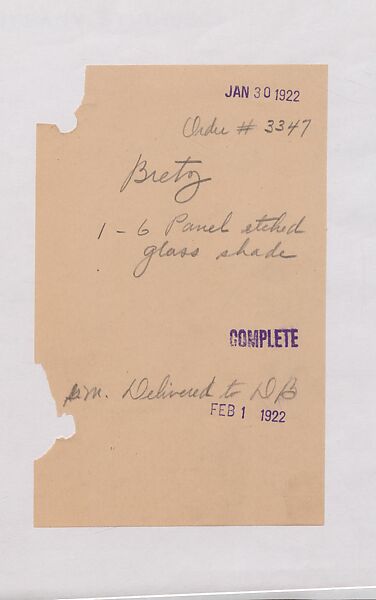 JAN 30 1922
Order # 3347
Bretz
1 - 6 Panel etched
glass shade
COMPLETE
Delivered to DB
FEB 1 1922